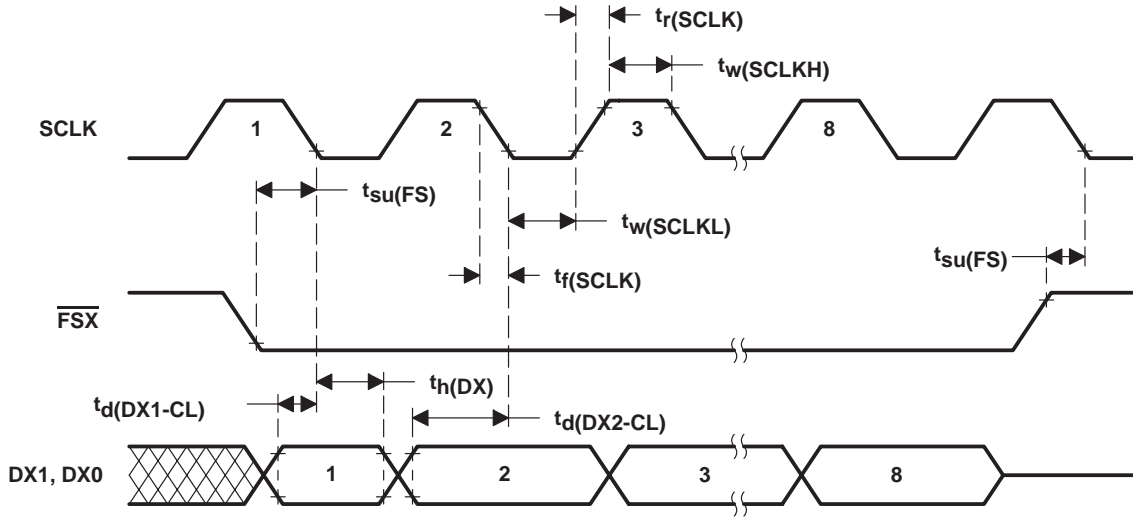 tr(SCLK)
tw(SCLKH)
SCLK
1
2
3
8
tsu(FS)
tw(SCLKL)
tsu(FS)
tf(SCLK)
FSX
th(DX)
td(DX1-CL)
td(DX2-CL)
DX1, DX0
1
2
3
8